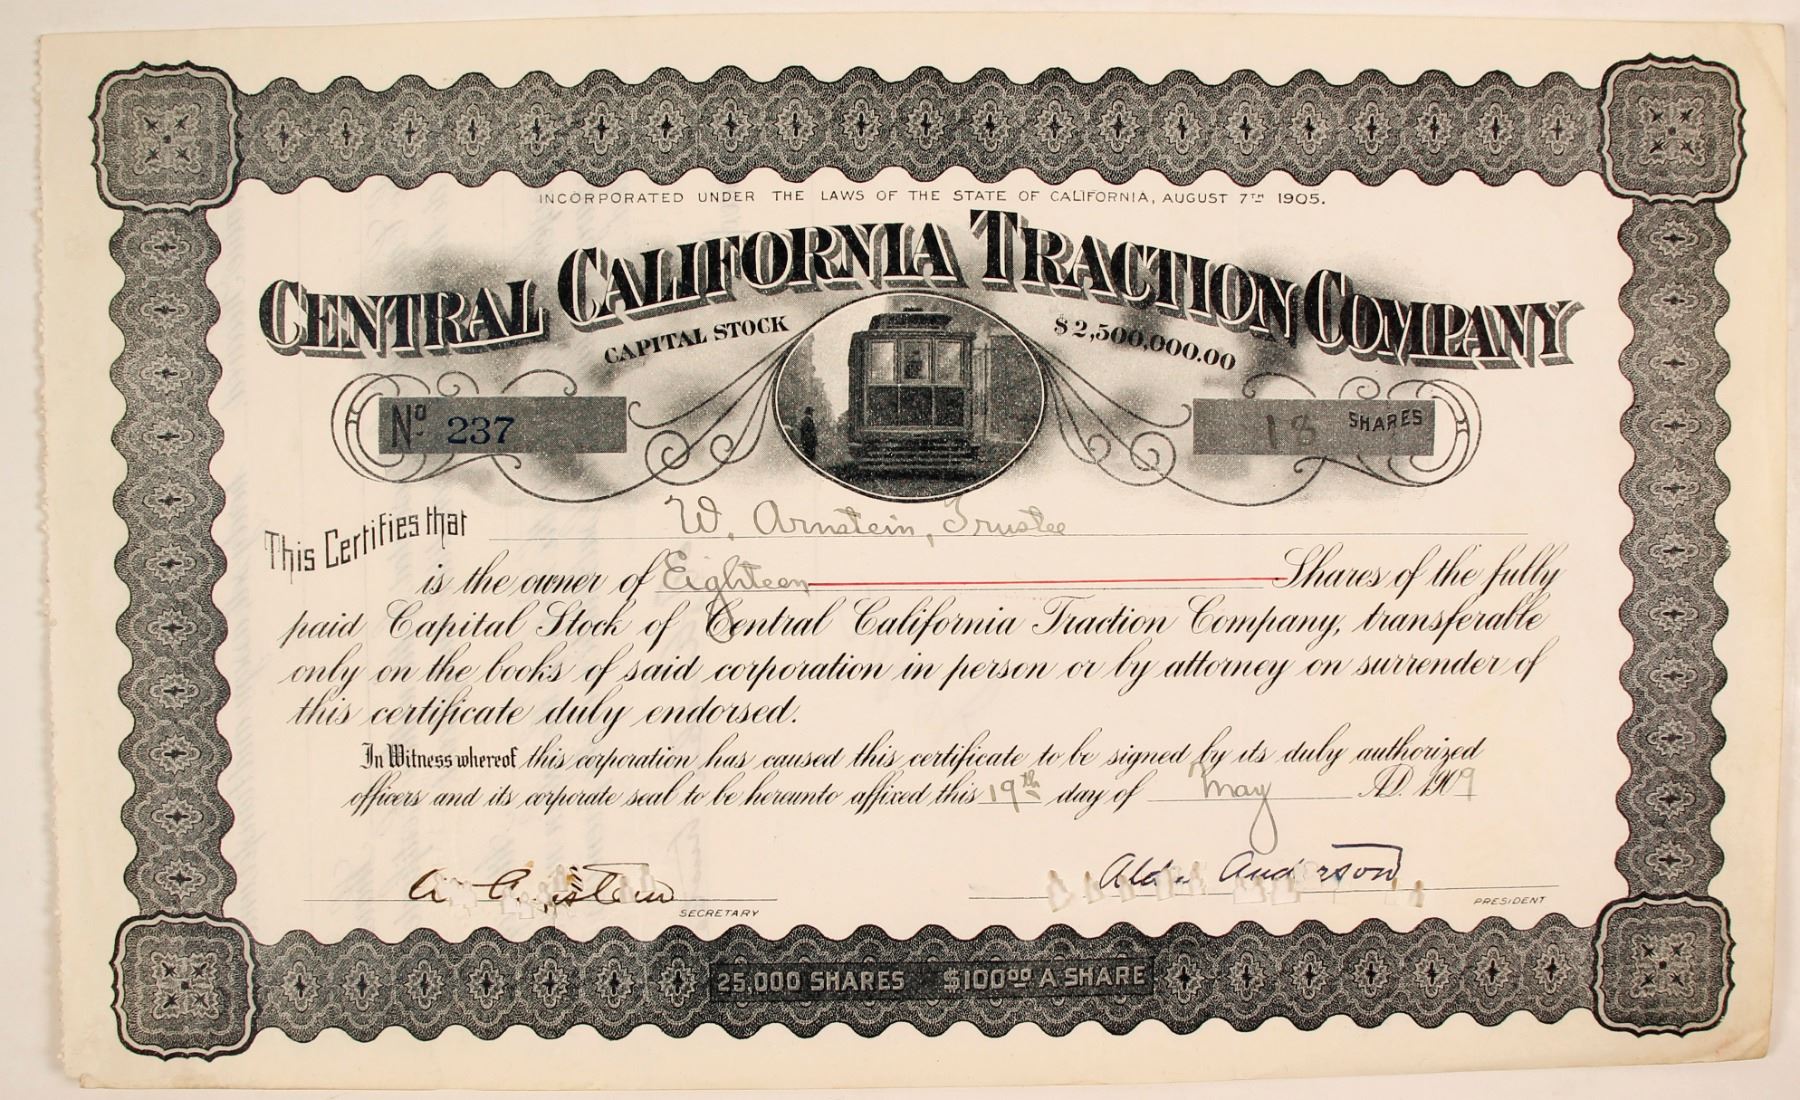 INCORPORATED UNDER THE LAWS OF THE STATE OF CALIFORNIA, AUGUST 7TH 1905.
CENTRAL CALIFORNIA TRACTION COMPANY
CAPITAL STOCK $2,500,000.00
No 237
18 SHARES
This Certifies that W. Arnstein, Trustee
is the owner of Eighteen Shares of the fully
paid Capital Stock of Central California Traction Company, transferable
only on the books of said corporation in person or by attorney on surrender of
this certificate duly endorsed.
In Witness whereof this corporation has caused this certificate to be signed by its duly authorized
officers and its corporate seal to be hereunto affixed this 19th day of May A.D. 1909
Anderson
SECRETARY
PRESIDENT
25,000 SHARES $100.00 A SHARE